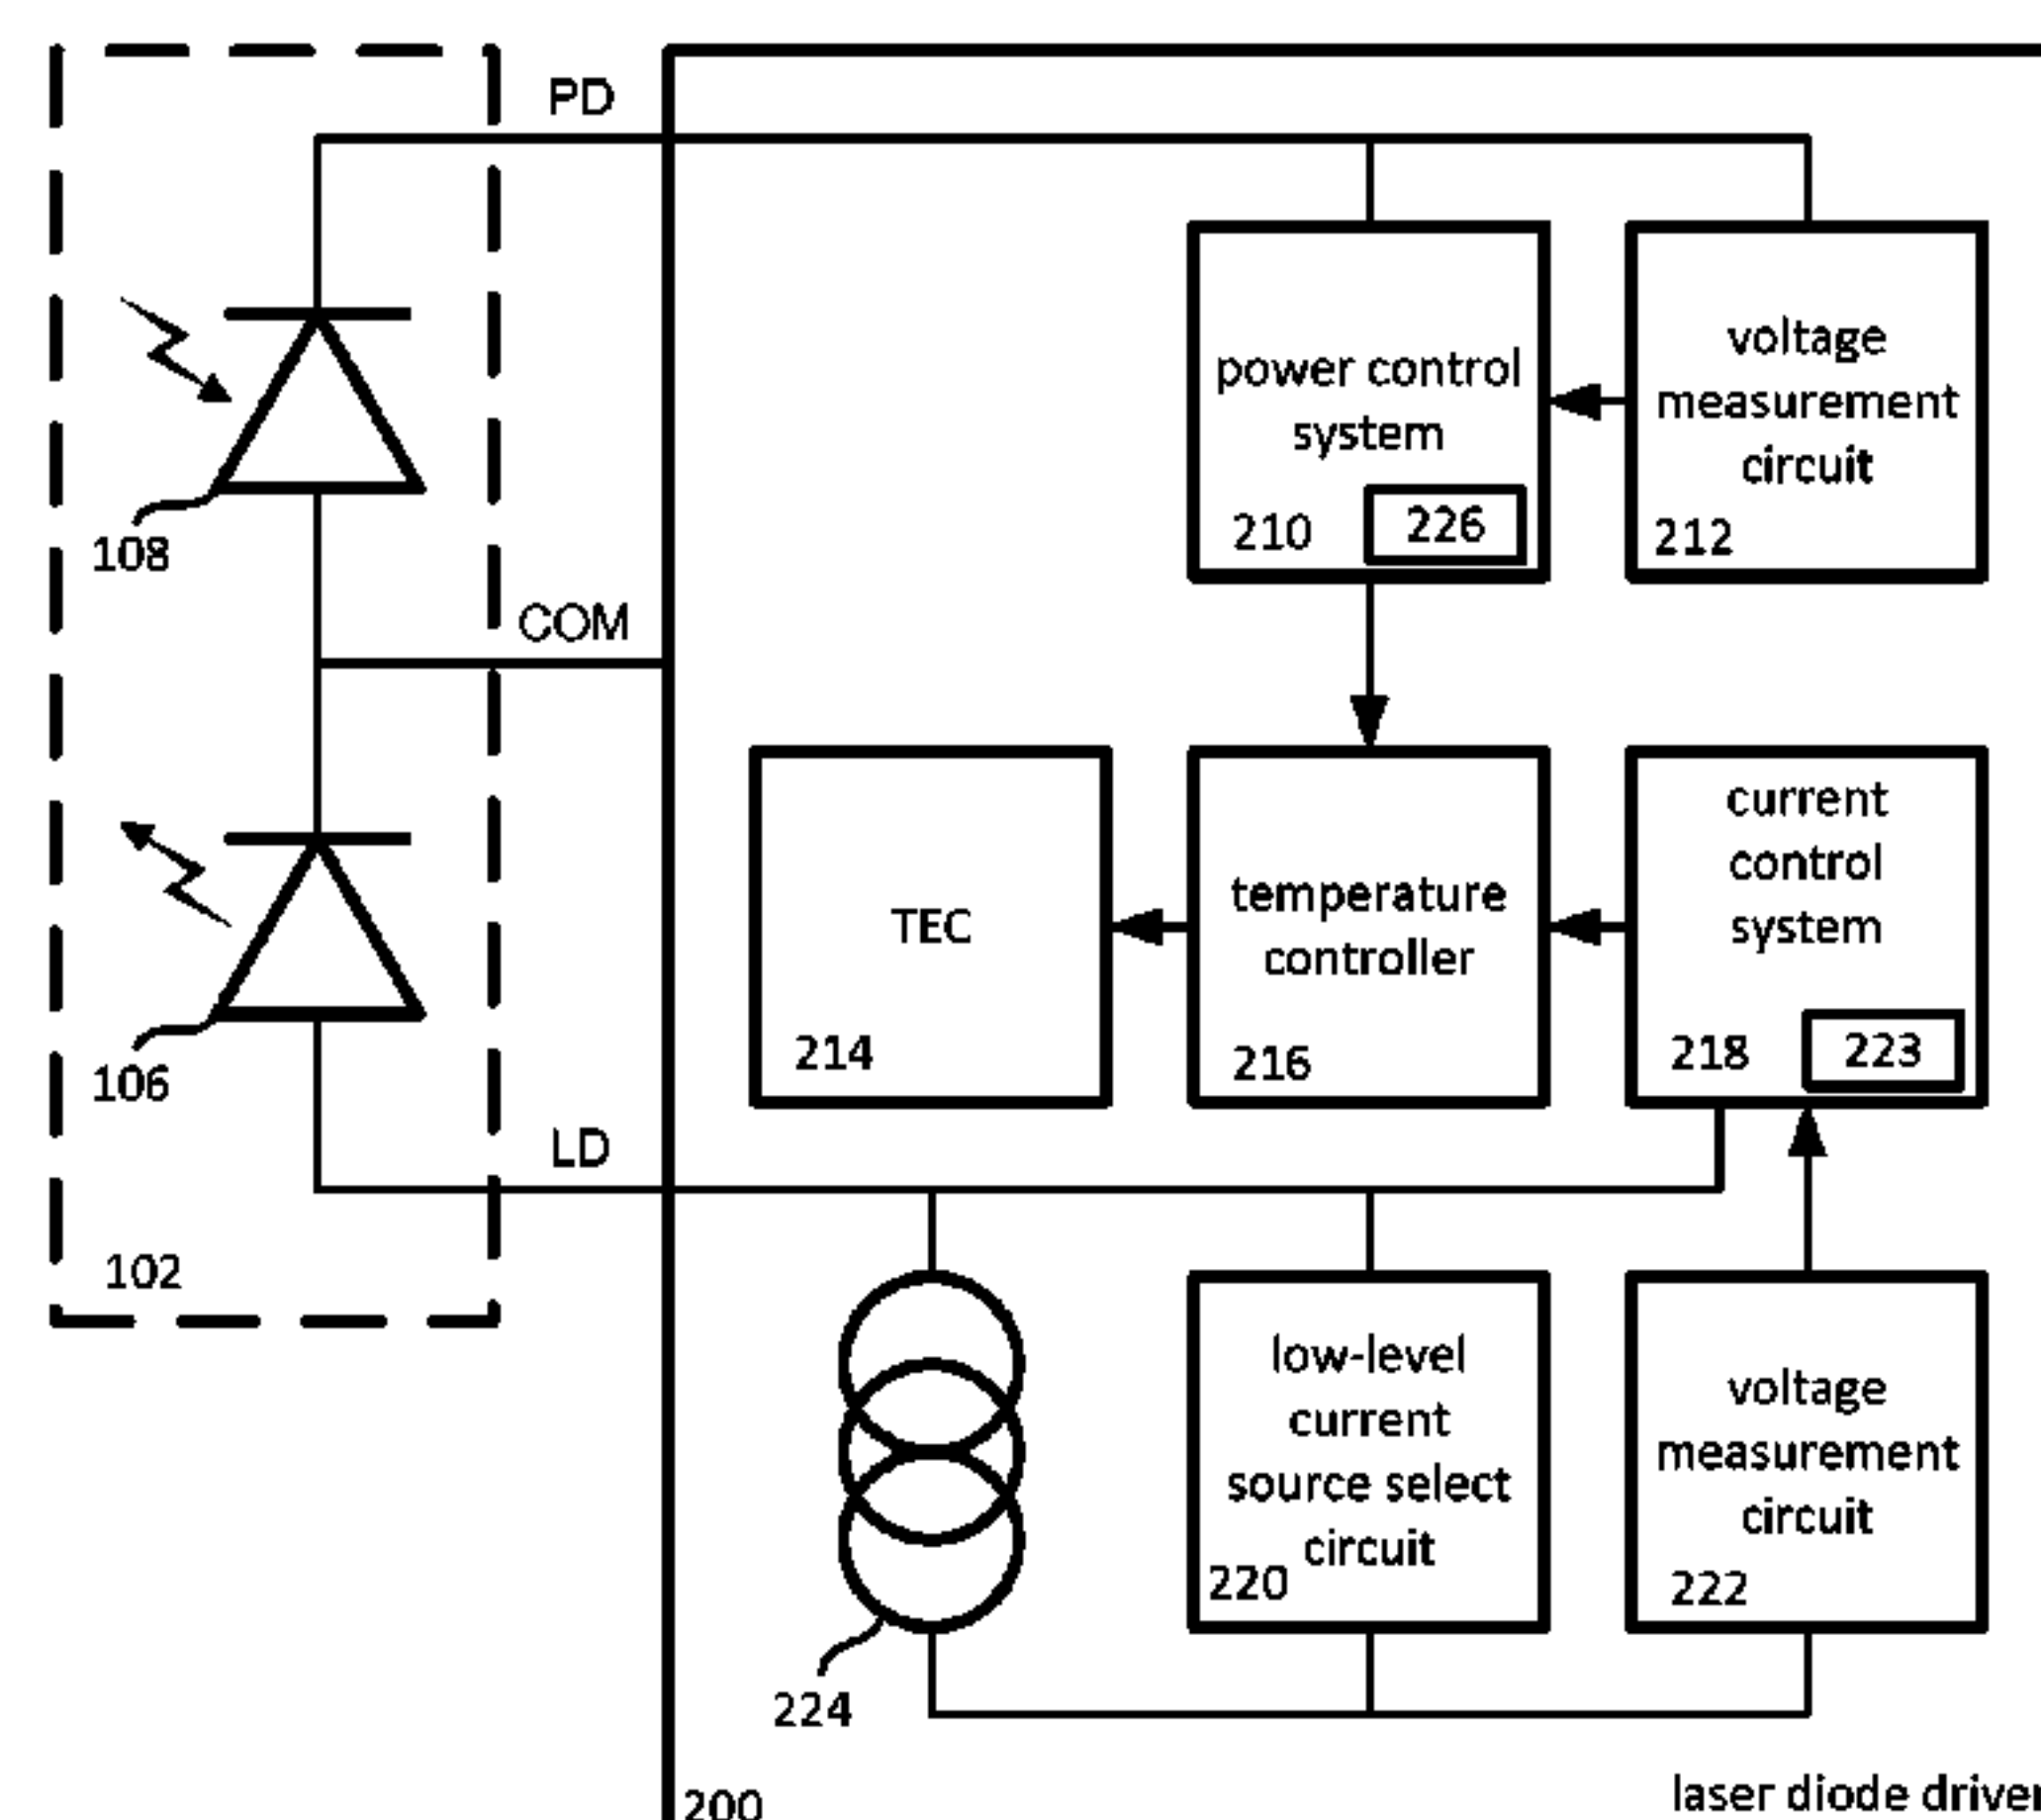 PD
power control
system
210
226
voltage
measurement
circuit
212
108
COM
TEC
214
temperature
controller
216
current
control
system
218
223
106
LD
102
224
low-level
current
source select
circuit
220
voltage
measurement
circuit
222
200
laser diode driver